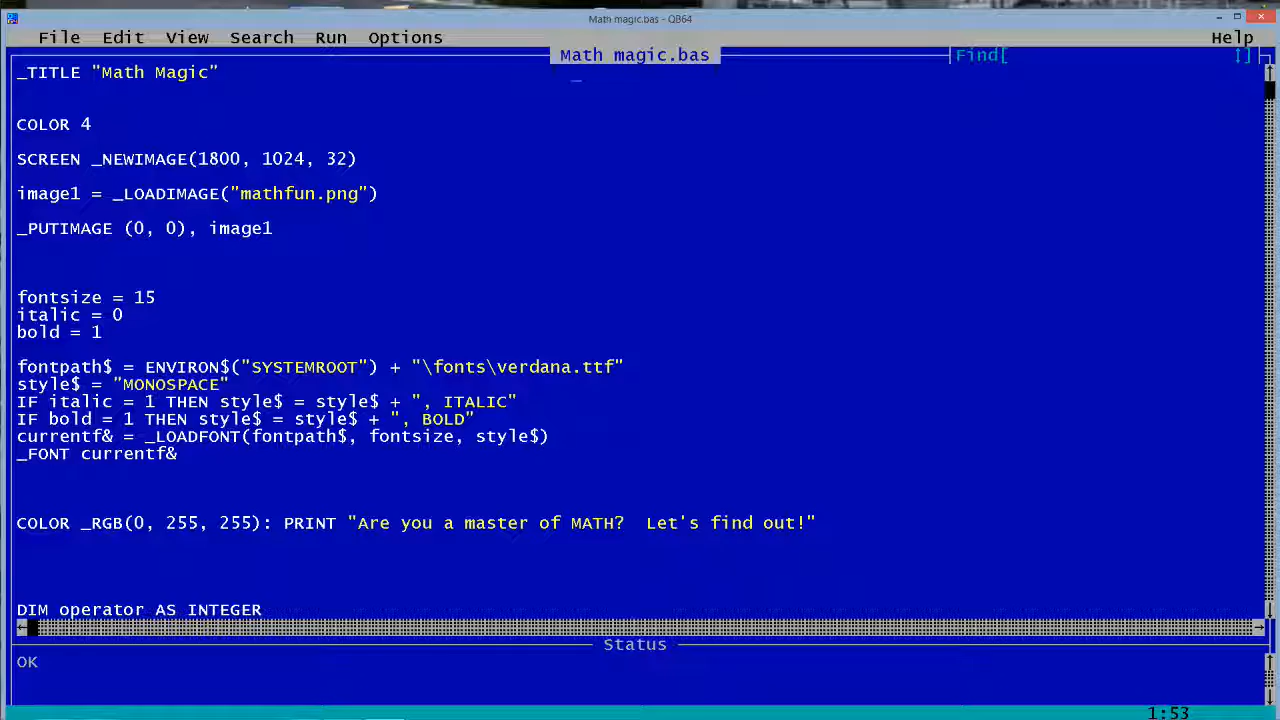 Math magic.bas - QB64
File Edit View Search Run Options Help
Math magic.bas
Find[ ↕]
_TITLE "Math Magic"
COLOR 4
SCREEN _NEWIMAGE(1800, 1024, 32)
image1 = _LOADIMAGE("mathfun.png")
_PUTIMAGE (0, 0), image1
fontsize = 15
italic = 0
bold = 1
fontpath$ = ENVIRON$("SYSTEMROOT") + "\fonts\verdana.ttf"
style$ = "MONOSPACE"
IF italic = 1 THEN style$ = style$ + ", ITALIC"
IF bold = 1 THEN style$ = style$ + ", BOLD"
currentf& = _LOADFONT(fontpath$, fontsize, style$)
_FONT currentf&
COLOR _RGB(0, 255, 255): PRINT "Are you a master of MATH?  Let's find out!"
DIM operator AS INTEGER
Status
OK
1:53